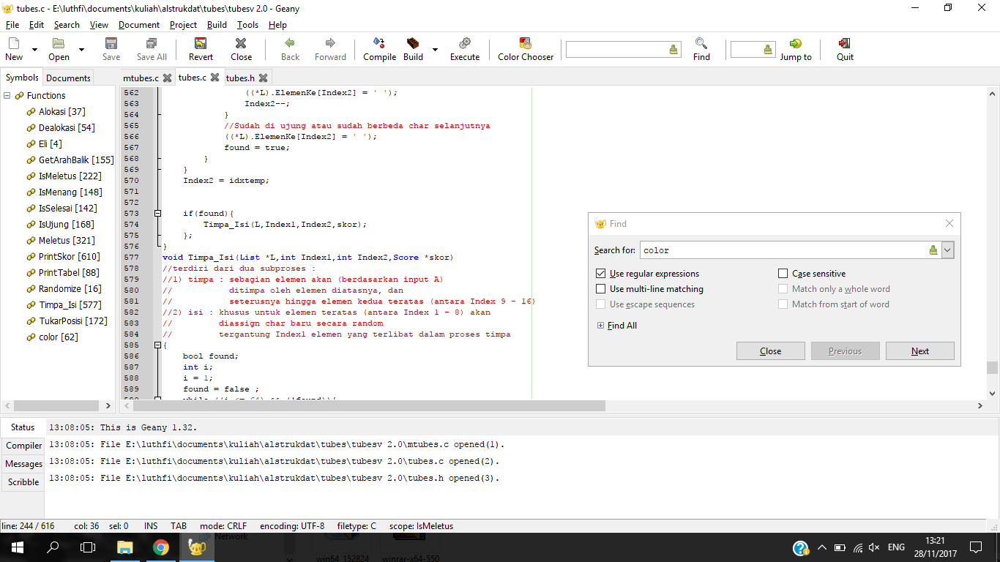 tubes.c - E:\luthfi\documents\kuliah\alstrukdat\tubes\tubesv 2.0 - Geany
File Edit Search View Document Project Build Tools Help
New Open Save Save All Revert Close Back Forward Compile Build Execute Color Chooser Find Jump to Quit
Symbols Documents
mtubes.c tubes.c tubes.h
Functions
Alokasi [37]
Dealokasi [54]
Eli [4]
GetArahBalik [155]
IsMeletus [222]
IsMenang [148]
IsSelesai [142]
IsUjung [168]
Meletus [321]
PrintSkor [610]
PrintTabel [88]
Randomize [16]
Timpa_Isi [577]
TukarPosisi [172]
color [62]
562 ((*L).ElemenKe[Index2] = ' ');
563 Index2--;
564 }
565 //Sudah di ujung atau sudah berbeda char selanjutnya
566 ((*L).ElemenKe[Index2] = ' ');
567 found = true;
568 }
569 }
570 Index2 = idxtemp;
571
572
573 if(found){
574 Timpa_Isi(L,Index1,Index2,skor);
575 };
576 }
577 void Timpa_Isi(List *L,int Index1,int Index2,Score *skor)
578 //terdiri dari dua subproses :
579 //1) timpa : sebagian elemen akan (berdasarkan input A)
580 // ditimpa oleh elemen diatasnya, dan
581 // seterusnya hingga elemen kedua teratas (antara Index 9 - 16)
582 //2) isi : khusus untuk elemen teratas (antara Index 1 - 8) akan
583 // diassign char baru secara random
584 // tergantung Index1 elemen yang terlibat dalam proses timpa
585 {
586 bool found;
587 int i;
588 i = 1;
589 found = false ;
Find
Search for: color
Use regular expressions
Case sensitive
Use multi-line matching
Match only a whole word
Use escape sequences
Match from start of word
Find All
Close Previous Next
Status
Compiler
Messages
Scribble
13:08:05: This is Geany 1.32.
13:08:05: File E:\luthfi\documents\kuliah\alstrukdat\tubes\tubesv 2.0\mtubes.c opened(1).
13:08:05: File E:\luthfi\documents\kuliah\alstrukdat\tubes\tubesv 2.0\tubes.c opened(2).
13:08:05: File E:\luthfi\documents\kuliah\alstrukdat\tubes\tubesv 2.0\tubes.h opened(3).
line: 244 / 616 col: 36 sel: 0 INS TAB mode: CRLF encoding: UTF-8 filetype: C scope: IsMeletus
Network
win64_152824 winrar-x64-550
ENG
13:21
28/11/2017